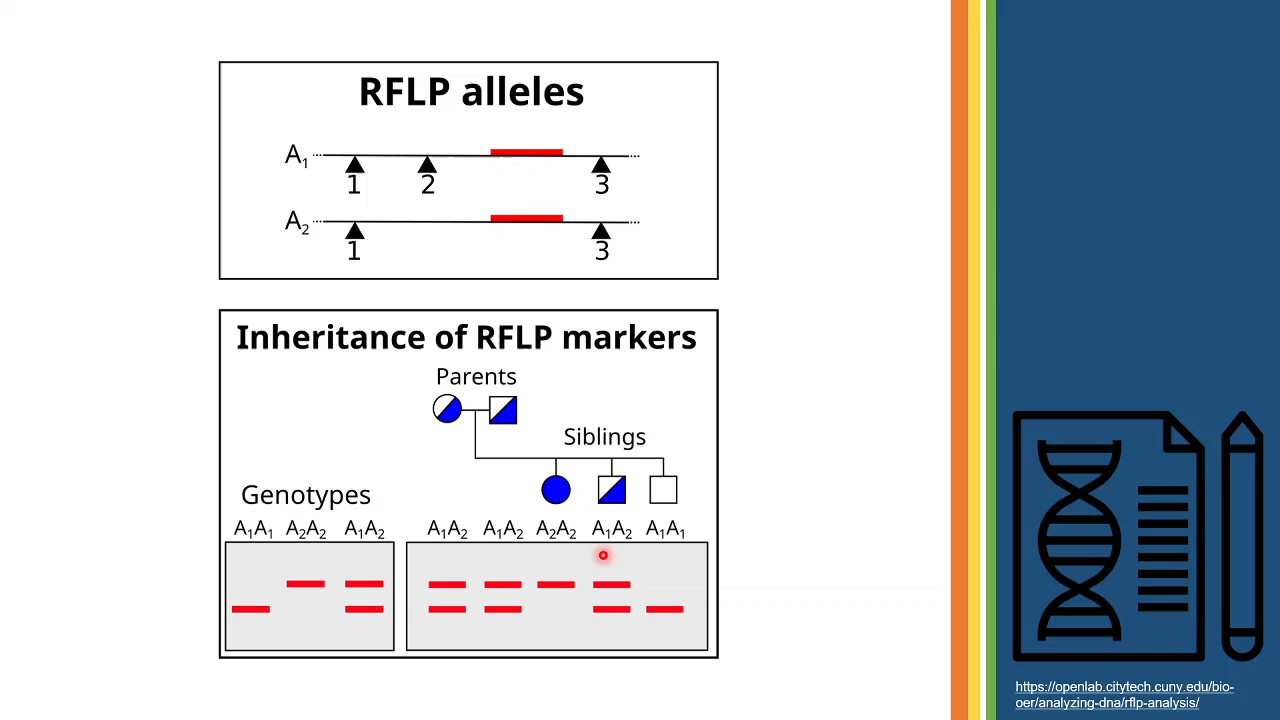 RFLP alleles
A₁
1 2 3
A₂
1 3
Inheritance of RFLP markers
Parents
Siblings
Genotypes
A₁A₁ A₂A₂ A₁A₂ A₁A₂ A₁A₂ A₂A₂ A₁A₂ A₁A₁
https://openlab.citytech.cuny.edu/bio-
oer/analyzing-dna/rflp-analysis/